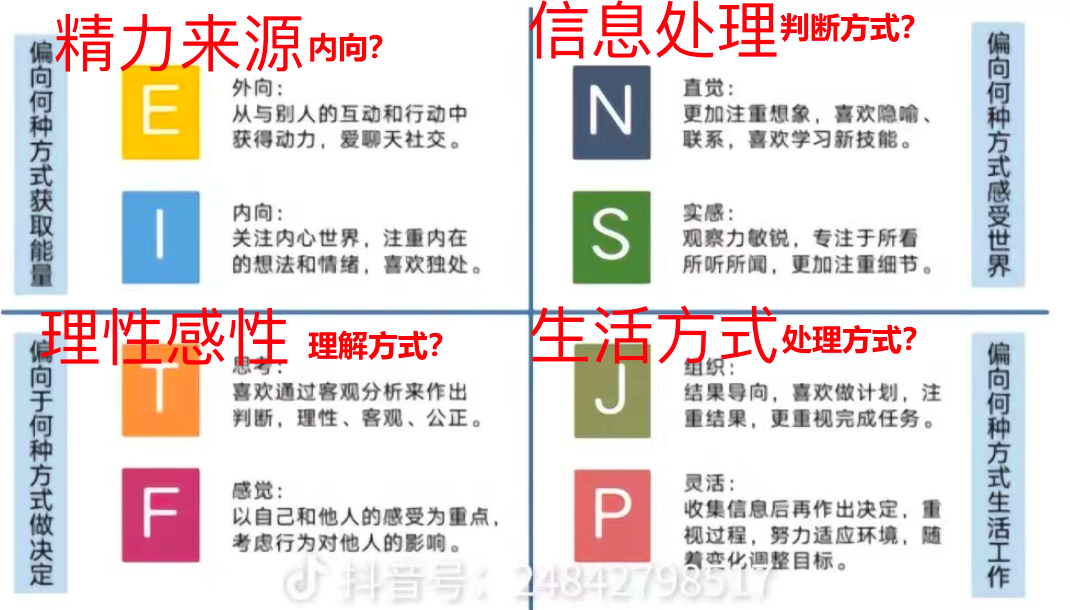 精力来源 内向?
偏向何种方式获取能量
E
外向：
从与别人的互动和行动中
获得动力，爱聊天社交。
I
内向：
关注内心世界，注重内在
的想法和情绪，喜欢独处。
信息处理 判断方式?
N
直觉：
更加注重想象，喜欢隐喻、
联系，喜欢学习新技能。
S
实感：
观察力敏锐，专注于所看
所听所闻，更加注重细节。
偏向何种方式感受世界
理性感性 理解方式?
偏向于何种方式做决定
T
思考：
喜欢通过客观分析来作出
判断，理性、客观、公正。
F
感觉：
以自己和他人的感受为重点，
考虑行为对他人的影响。
生活方式 处理方式?
J
组织：
结果导向，喜欢做计划，注
重结果，更重视完成任务。
P
灵活：
收集信息后再作出决定，重
视过程，努力适应环境，随
着变化调整目标。
偏向何种方式生活工作
抖音号：24842798517